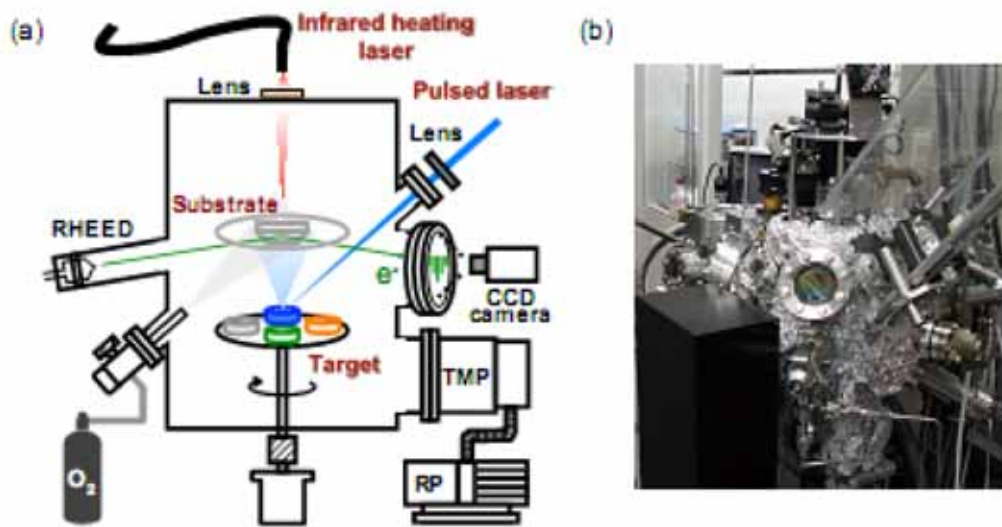 (a)
Infrared heating
laser
Lens
Pulsed laser
Lens
Substrate
RHEED
e-
CCD
camera
Target
TMP
O2
RP
(b)